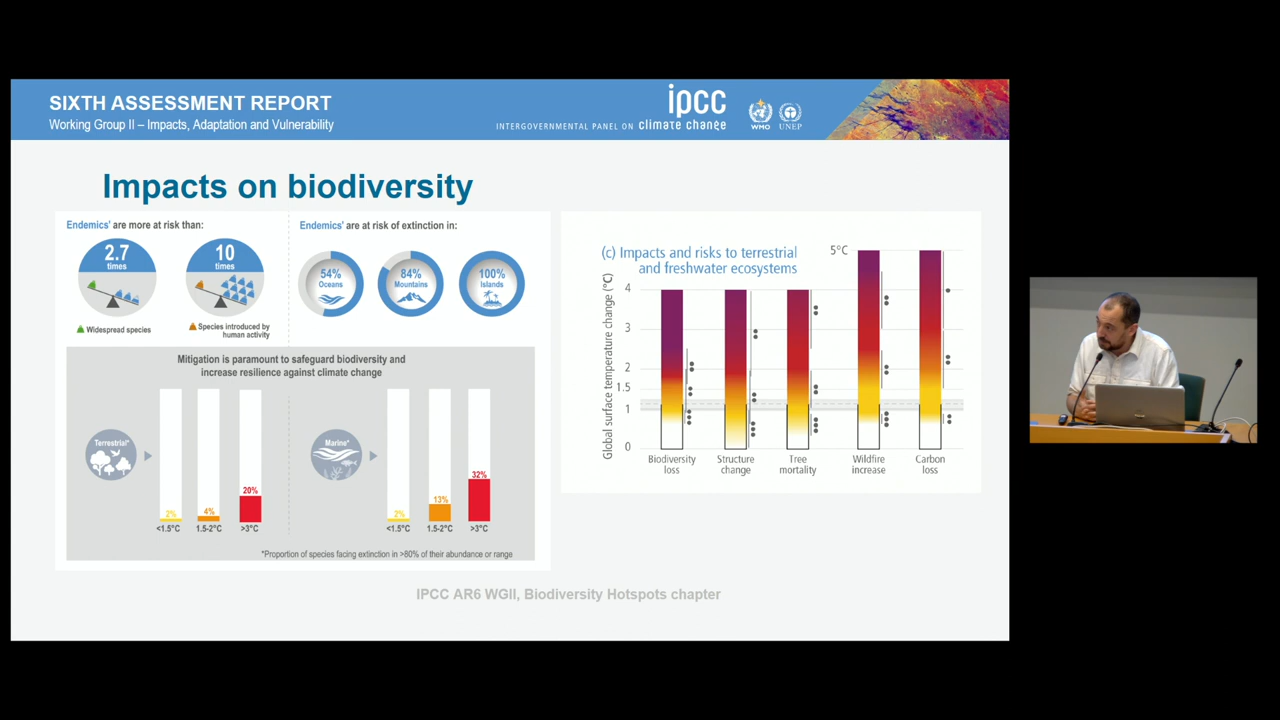 SIXTH ASSESSMENT REPORT
Working Group II – Impacts, Adaptation and Vulnerability
ipcc
INTERGOVERNMENTAL PANEL ON climate change
WMO
UNEP
Impacts on biodiversity
Endemics' are more at risk than:
2.7
times
10
times
Widespread species
Species introduced by
human activity
Endemics' are at risk of extinction in:
54%
Oceans
84%
Mountains
100%
Islands
Mitigation is paramount to safeguard biodiversity and
increase resilience against climate change
Terrestrial*
2%
4%
20%
<1.5°C
1.5-2°C
>3°C
Marine*
2%
13%
32%
<1.5°C
1.5-2°C
>3°C
*Proportion of species facing extinction in >80% of their abundance or range
(c) Impacts and risks to terrestrial
and freshwater ecosystems
Global surface temperature change (°C)
5°C
4
3
2
1.5
1
0
Biodiversity
loss
Structure
change
Tree
mortality
Wildfire
increase
Carbon
loss
IPCC AR6 WGII, Biodiversity Hotspots chapter